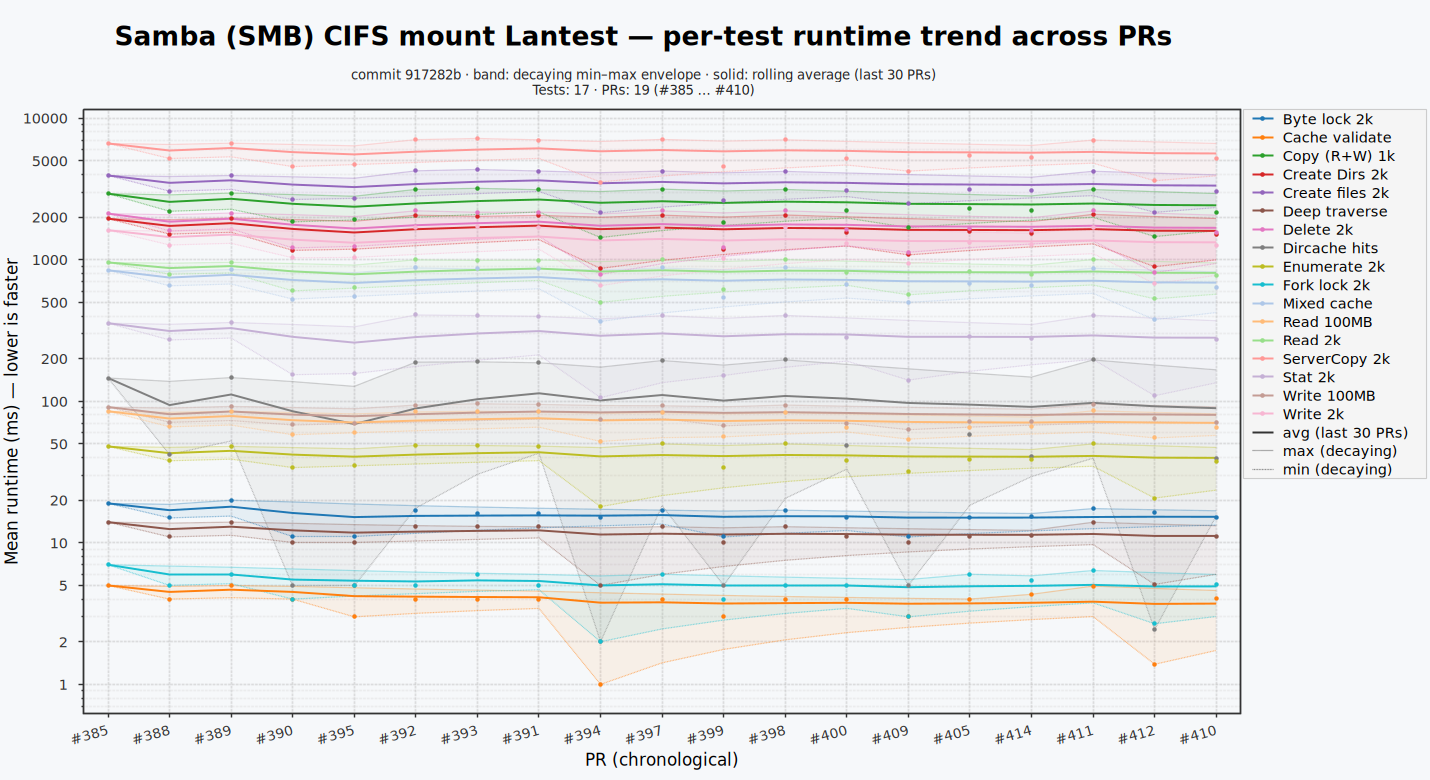 Samba (SMB) CIFS mount Lantest — per-test runtime trend across PRs
commit 917282b · band: decaying min–max envelope · solid: rolling average (last 30 PRs)
Tests: 17 · PRs: 19 (#385 … #410)
Mean runtime (ms) — lower is faster
10000
5000
2000
1000
500
200
100
50
20
10
5
2
1
#385
#388
#389
#390
#395
#392
#393
#391
#394
#397
#399
#398
#400
#409
#405
#414
#411
#412
#410
PR (chronological)
Byte lock 2k
Cache validate
Copy (R+W) 1k
Create Dirs 2k
Create files 2k
Deep traverse
Delete 2k
Dircache hits
Enumerate 2k
Fork lock 2k
Mixed cache
Read 100MB
Read 2k
ServerCopy 2k
Stat 2k
Write 100MB
Write 2k
avg (last 30 PRs)
max (decaying)
min (decaying)